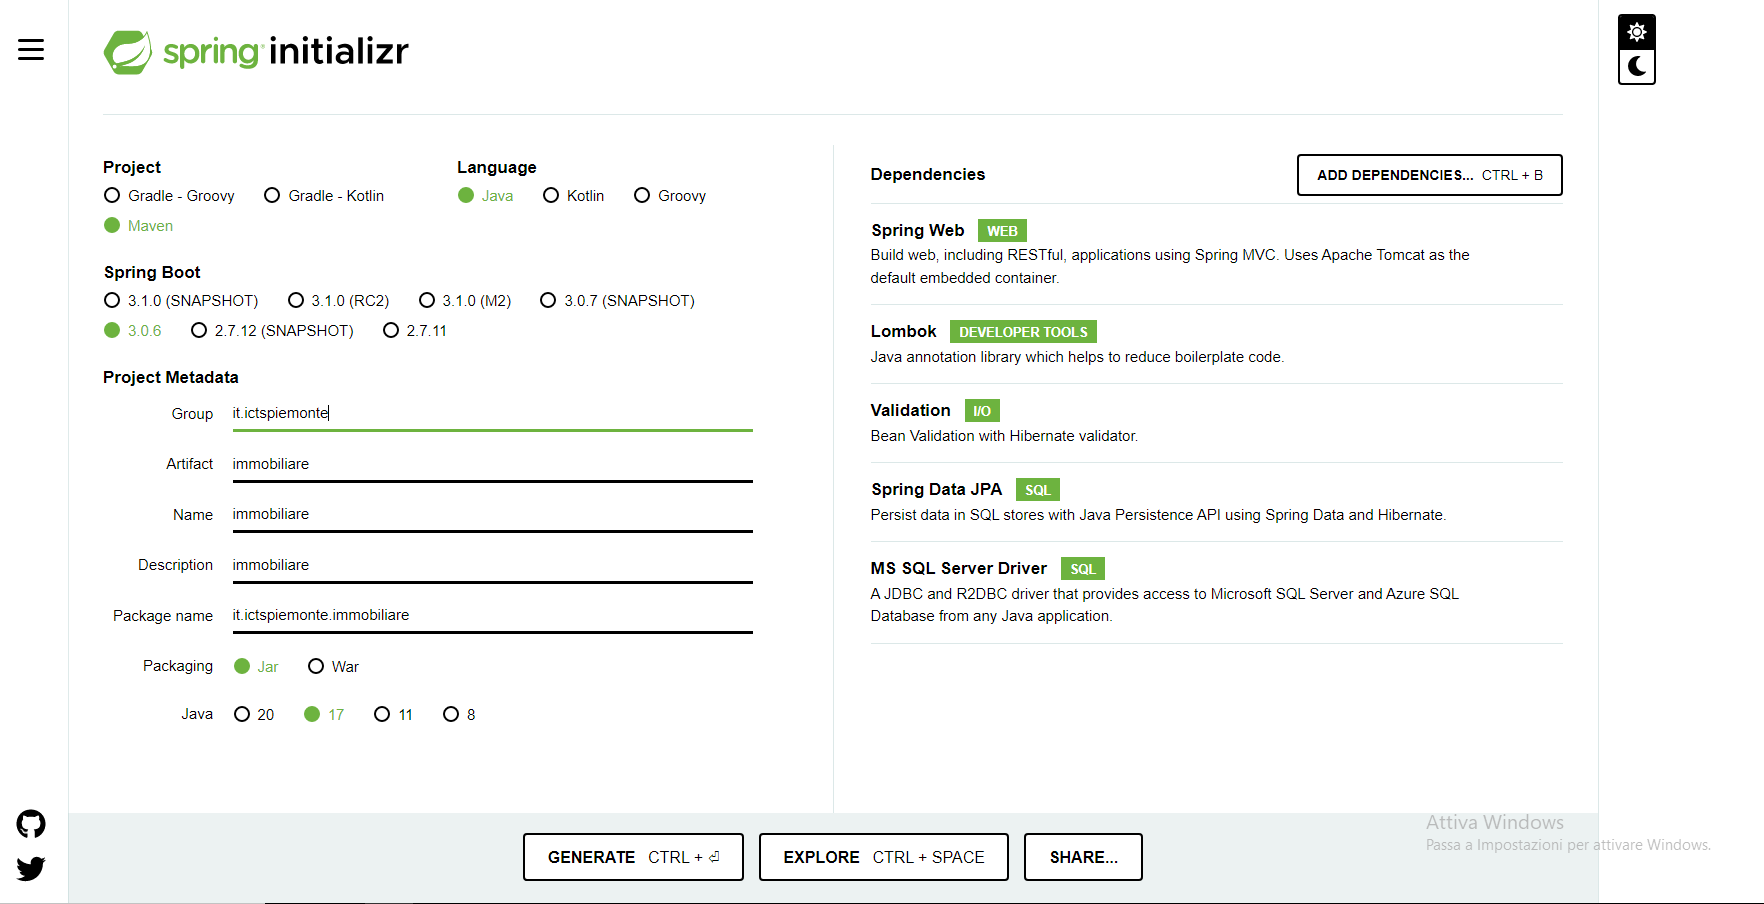 spring initializr
Project
Gradle - Groovy Gradle - Kotlin
Maven
Language
Java Kotlin Groovy
Spring Boot
3.1.0 (SNAPSHOT) 3.1.0 (RC2) 3.1.0 (M2) 3.0.7 (SNAPSHOT)
3.0.6 2.7.12 (SNAPSHOT) 2.7.11
Project Metadata
Group it.ictspiemonte
Artifact immobiliare
Name immobiliare
Description immobiliare
Package name it.ictspiemonte.immobiliare
Packaging Jar War
Java 20 17 11 8
Dependencies
ADD DEPENDENCIES... CTRL + B
Spring Web WEB
Build web, including RESTful, applications using Spring MVC. Uses Apache Tomcat as the
default embedded container.
Lombok DEVELOPER TOOLS
Java annotation library which helps to reduce boilerplate code.
Validation I/O
Bean Validation with Hibernate validator.
Spring Data JPA SQL
Persist data in SQL stores with Java Persistence API using Spring Data and Hibernate.
MS SQL Server Driver SQL
A JDBC and R2DBC driver that provides access to Microsoft SQL Server and Azure SQL
Database from any Java application.
GENERATE CTRL + ⏎
EXPLORE CTRL + SPACE
SHARE...
Attiva Windows
Passa a Impostazioni per attivare Windows.